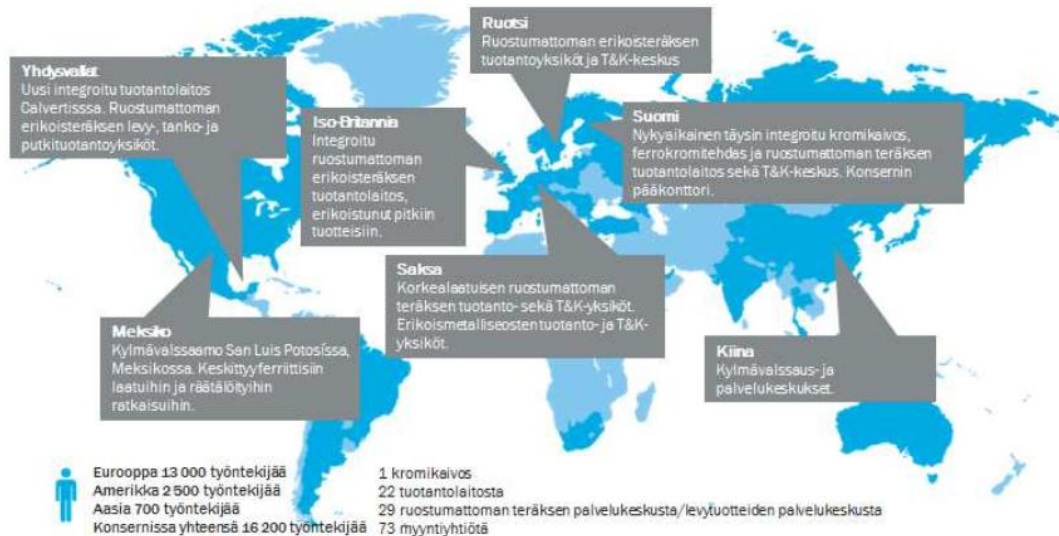 Ruotsi
Ruostumattoman erikoisteräksen
tuotantoyksiköt ja T&K-keskus
Yhdysvallat
Uusi integroitu tuotantolaitos
Calvertisssa. Ruostumattoman
erikoisteräksen levy-, tanko- ja
putkituotantoyksiköt.
Iso-Britannia
Integroitu
ruostumattoman
erikoisteräksen
tuotantolaitos,
erikoistunut pitkiin
tuotteisiin.
Suomi
Nykyaikainen täysin integroitu kromikaivos,
ferrokromitehdas ja ruostumattoman teräksen
tuotantolaitos sekä T&K-keskus. Konsernin
pääkonttori.
Saksa
Korkealaatuisen ruostumattoman
teräksen tuotanto- sekä T&K-yksiköt.
Erikoismetalliseosten tuotanto- ja T&K-
yksiköt.
Meksiko
Kylmävalssaamo San Luis Potosíssa,
Meksikossa. Keskittyy ferriittisiin
laatuihin ja räätälöityihin
ratkaisuihin.
Kiina
Kylmävalssaus- ja
palvelukeskukset.
Eurooppa 13 000 työntekijää
Amerikka 2 500 työntekijää
Aasia 700 työntekijää
Konsernissa yhteensä 16 200 työntekijää
1 kromikaivos
22 tuotantolaitosta
29 ruostumattoman teräksen palvelukeskusta/levytuotteiden palvelukeskusta
73 myyntiyhtiötä